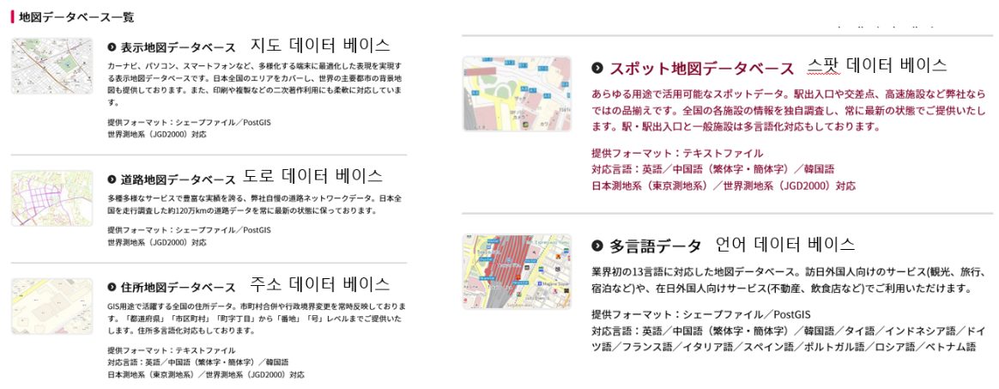 地図データベース一覧
表示地図データベース 지도 데이터 베이스
カーナビ、パソコン、スマートフォンなど、多様化する端末に最適化した表現を実現す
る表示地図データベースです。日本全国のエリアをカバーし、世界の主要都市の背景地
図も提供しております。また、印刷や複製などの二次著作利用にも柔軟に対応していま
す。
提供フォーマット：シェープファイル／PostGIS
世界測地系（JGD2000）対応
道路地図データベース 도로 데이터 베이스
多種多様なサービスで豊富な実績を誇る、弊社自慢の道路ネットワークデータ。日本全
国を走行調査した約120万kmの道路データを常に最新の状態に保っております。
提供フォーマット：シェープファイル／PostGIS
世界測地系（JGD2000）対応
住所地図データベース 주소 데이터 베이스
GIS用途で活躍する全国の住所データ。市町村合併や行政境界変更を常時反映しておりま
す。「都道府県」「市区町村」「町字丁目」から「番地」「号」レベルまでご提供いた
します。住所多言語化対応もしております。
提供フォーマット：テキストファイル
対応言語：英語／中国語（繁体字・簡体字）／韓国語
日本測地系（東京測地系）／世界測地系（JGD2000）対応
スポット地図データベース 스팟 데이터 베이스
あらゆる用途で活用可能なスポットデータ。駅出入口や交差点、高速施設など弊社なら
ではの品揃えです。全国の各施設の情報を独自調査し、常に最新の状態でご提供いたし
ます。駅・駅出入口と一般施設は多言語化対応もしております。
提供フォーマット：テキストファイル
対応言語：英語／中国語（繁体字・簡体字）／韓国語
日本測地系（東京測地系）／世界測地系（JGD2000）対応
多言語データ 언어 데이터 베이스
業界初の13言語に対応した地図データベース。訪日外国人向けのサービス(観光、旅行、
宿泊など)や、在日外国人向けサービス(不動産、飲食店など)でご利用いただけます。
提供フォーマット：シェープファイル／PostGIS
対応言語：英語／中国語（繁体字・簡体字）／韓国語／タイ語／インドネシア語／ドイ
ツ語／フランス語／イタリア語／スペイン語／ポルトガル語／ロシア語／ベトナム語